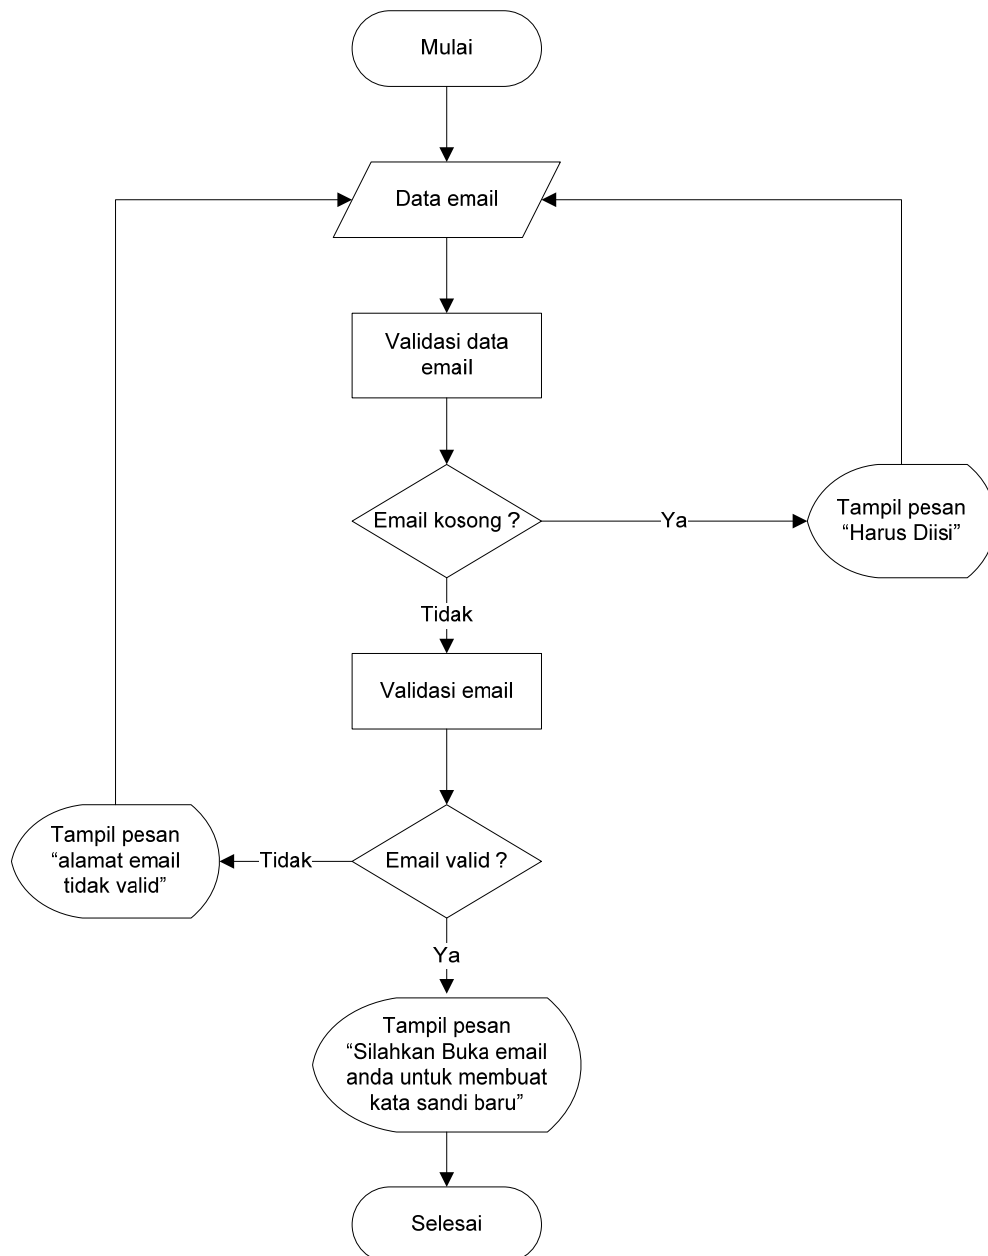 Mulai
Data email
Validasi data
email
Email kosong ?
Ya
Tampil pesan
“Harus Diisi”
Tidak
Validasi email
Email valid ?
Tidak
Tampil pesan
“alamat email
tidak valid”
Ya
Tampil pesan
“Silahkan Buka email
anda untuk membuat
kata sandi baru”
Selesai